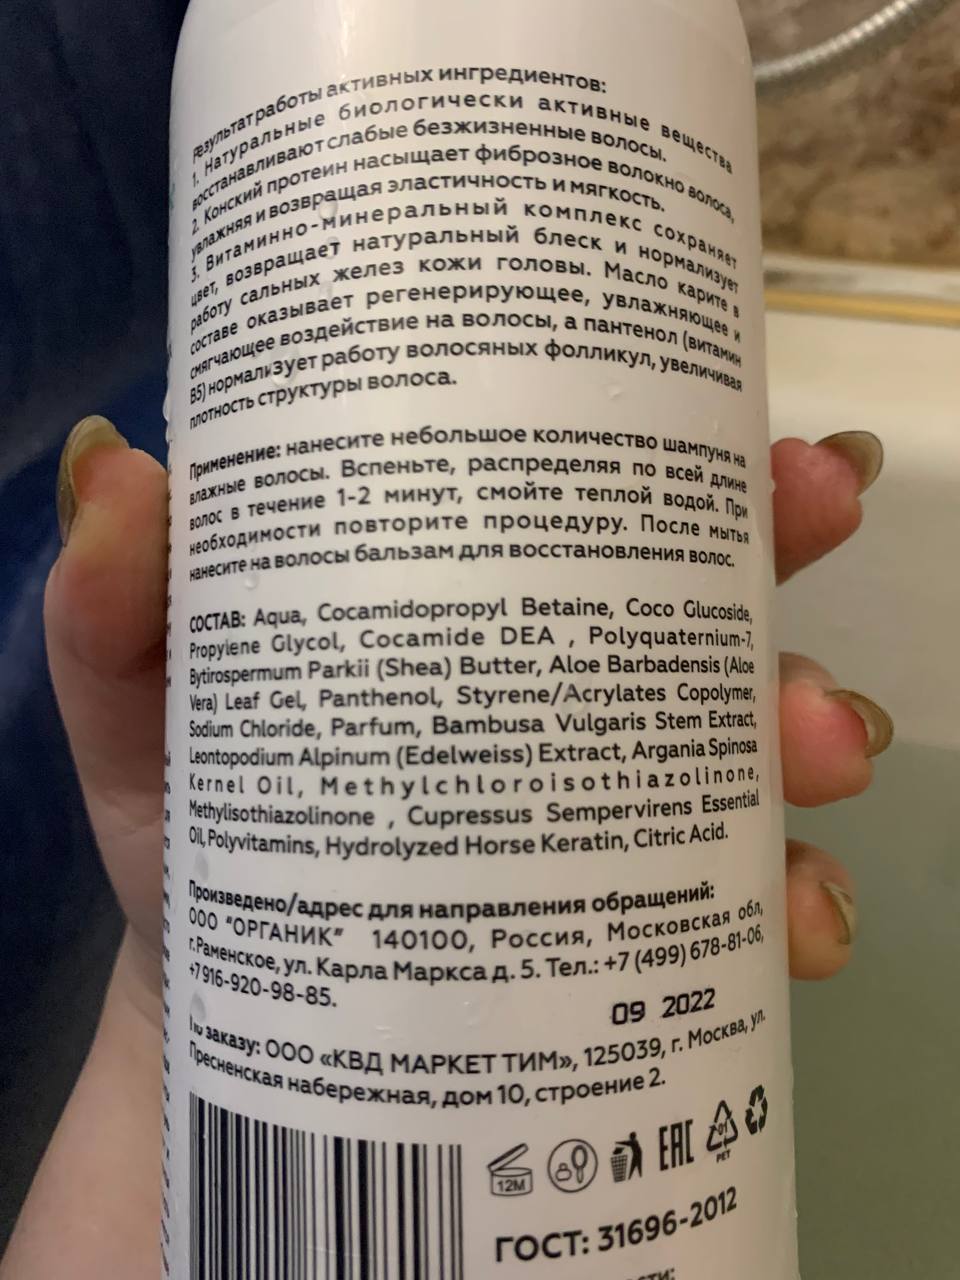 Результат работы активных ингредиентов:
1. Натуральные биологически активные вещества
восстанавливают слабые безжизненные волосы.
2. Конский протеин насыщает фиброзное волокно волоса,
увлажняя и возвращая эластичность и мягкость.
3. Витаминно-минеральный комплекс сохраняет
цвет, возвращает натуральный блеск и нормализует
работу сальных желез кожи головы. Масло карите в
составе оказывает регенерирующее, увлажняющее и
смягчающее воздействие на волосы, а пантенол (витамин
B5) нормализует работу волосяных фолликул, увеличивая
плотность структуры волоса.
Применение: нанесите небольшое количество шампуня на
влажные волосы. Вспеньте, распределяя по всей длине
волос в течение 1-2 минут, смойте теплой водой. При
необходимости повторите процедуру. После мытья
нанесите на волосы бальзам для восстановления волос.
СОСТАВ: Aqua, Cocamidopropyl Betaine, Coco Glucoside,
Propylene Glycol, Cocamide DEA , Polyquaternium-7,
Bytirospermum Parkii (Shea) Butter, Aloe Barbadensis (Aloe
Vera) Leaf Gel, Panthenol, Styrene/Acrylates Copolymer,
Sodium Chloride, Parfum, Bambusa Vulgaris Stem Extract,
Leontopodium Alpinum (Edelweiss) Extract, Argania Spinosa
Kernel Oil, Methylchloroisothiazolinone,
Methylisothiazolinone , Cupressus Sempervirens Essential
Oil, Polyvitamins, Hydrolyzed Horse Keratin, Citric Acid.
Произведено/адрес для направления обращений:
ООО "ОРГАНИК" 140100, Россия, Московская обл,
г.Раменское, ул. Карла Маркса д. 5. Тел.: +7 (499) 678-81-06,
+7 916-920-98-85.
09 2022
По заказу: ООО «КВД МАРКЕТ ТИМ», 125039, г. Москва, ул.
Пресненская набережная, дом 10, строение 2.
12M
EAC
01
PET
ГОСТ: 31696-2012